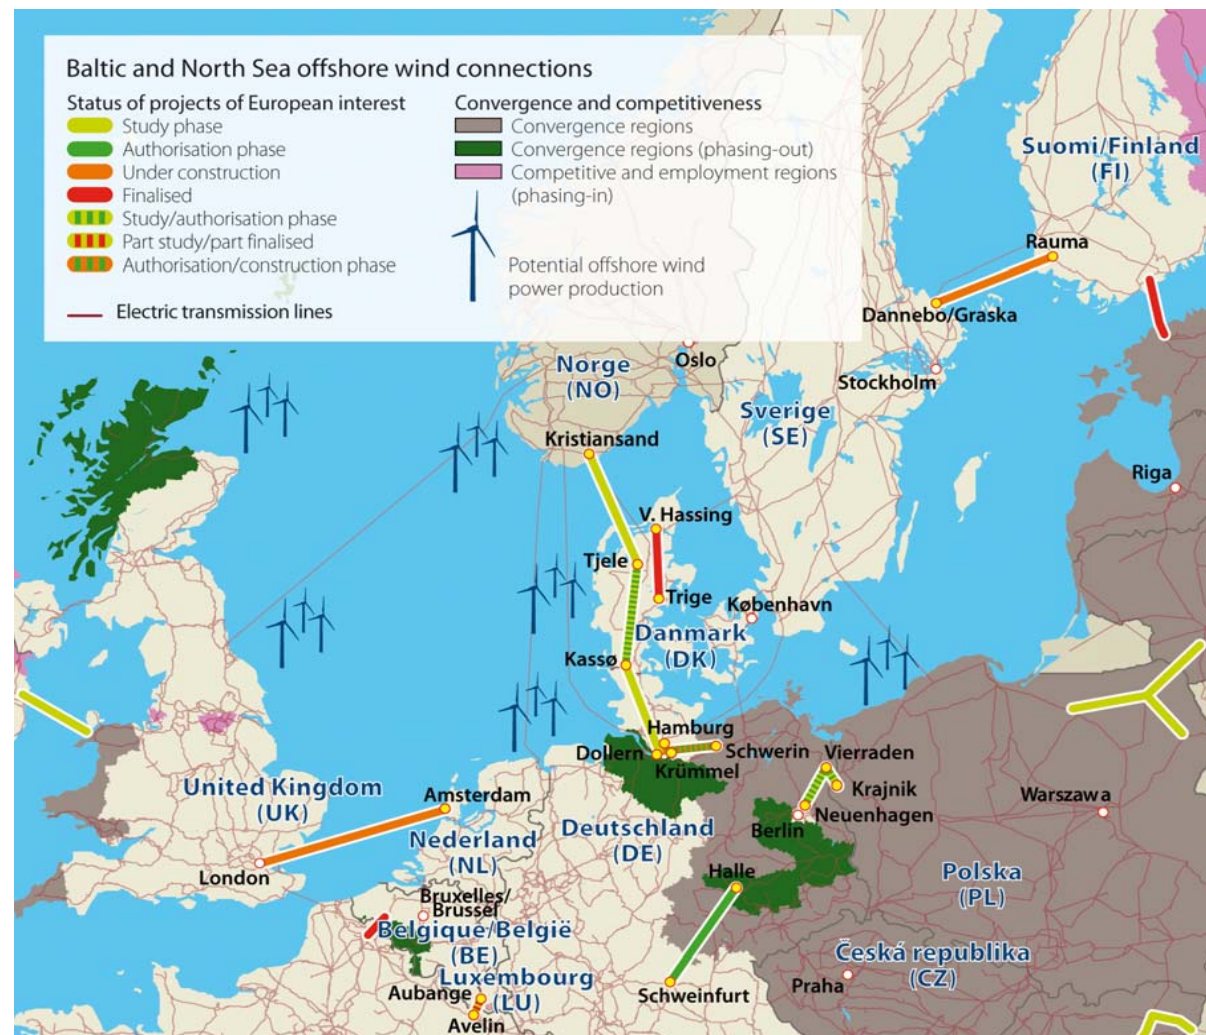 Baltic and North Sea offshore wind connections
Status of projects of European interest
Study phase
Authorisation phase
Under construction
Finalised
Study/authorisation phase
Part study/part finalised
Authorisation/construction phase
Electric transmission lines
Convergence and competitiveness
Convergence regions
Convergence regions (phasing-out)
Competitive and employment regions
(phasing-in)
Potential offshore wind
power production
Suomi/Finland
(FI)
Rauma
Dannebo/Graska
Oslo
Norge
(NO)
Stockholm
Sverige
(SE)
Kristiansand
Riga
V. Hassing
Tjele
Trige
København
Danmark
(DK)
Kassø
Hamburg
Dollern
Schwerin
Krümmel
Vierraden
Krajnik
Neuenhagen
Berlin
Warszawa
United Kingdom
(UK)
Amsterdam
Nederland
(NL)
Deutschland
(DE)
London
Halle
Polska
(PL)
Bruxelles/
Brüssel
Belgique/België
(BE)
Česká republika
(CZ)
Luxembourg
(LU)
Aubange
Avelin
Schweinfurt
Praha